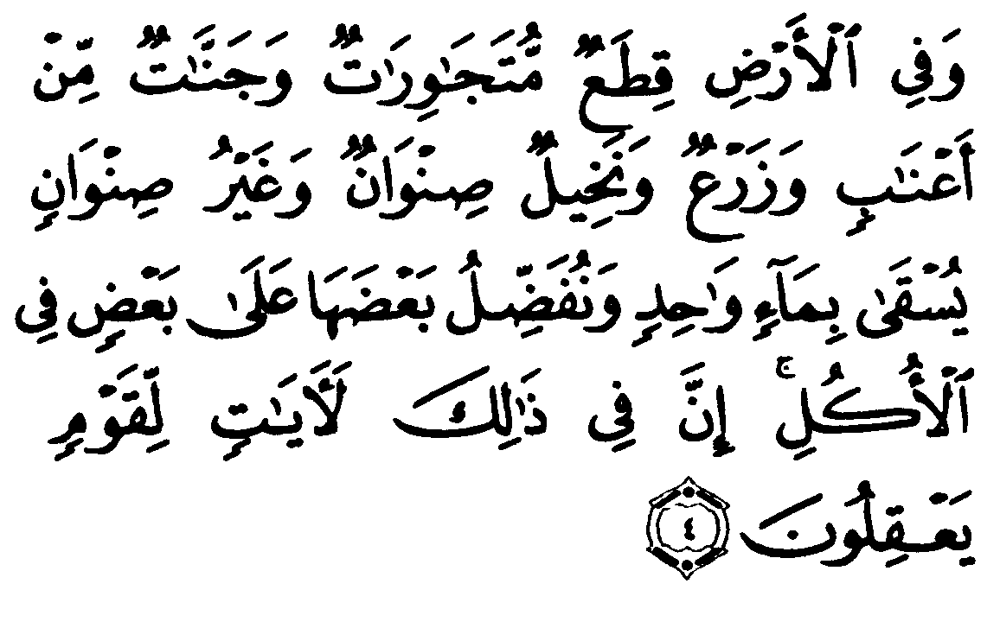 وَفِي ٱلْأَرْضِ قِطَعٌ مُّتَجَٰوِرَٰتٌ وَجَنَّٰتٌ مِّنْ
أَعْنَٰبٍ وَزَرْعٌ وَنَخِيلٌ صِنْوَانٌ وَغَيْرُ صِنْوَانٍ
يُسْقَىٰ بِمَآءٍ وَٰحِدٍ وَنُفَضِّلُ بَعْضَهَا عَلَىٰ بَعْضٍ فِي
ٱلْأُكُلِ ۚ إِنَّ فِي ذَٰلِكَ لَأٓيَٰتٍ لِّقَوْمٍ
يَعْقِلُونَ ٤